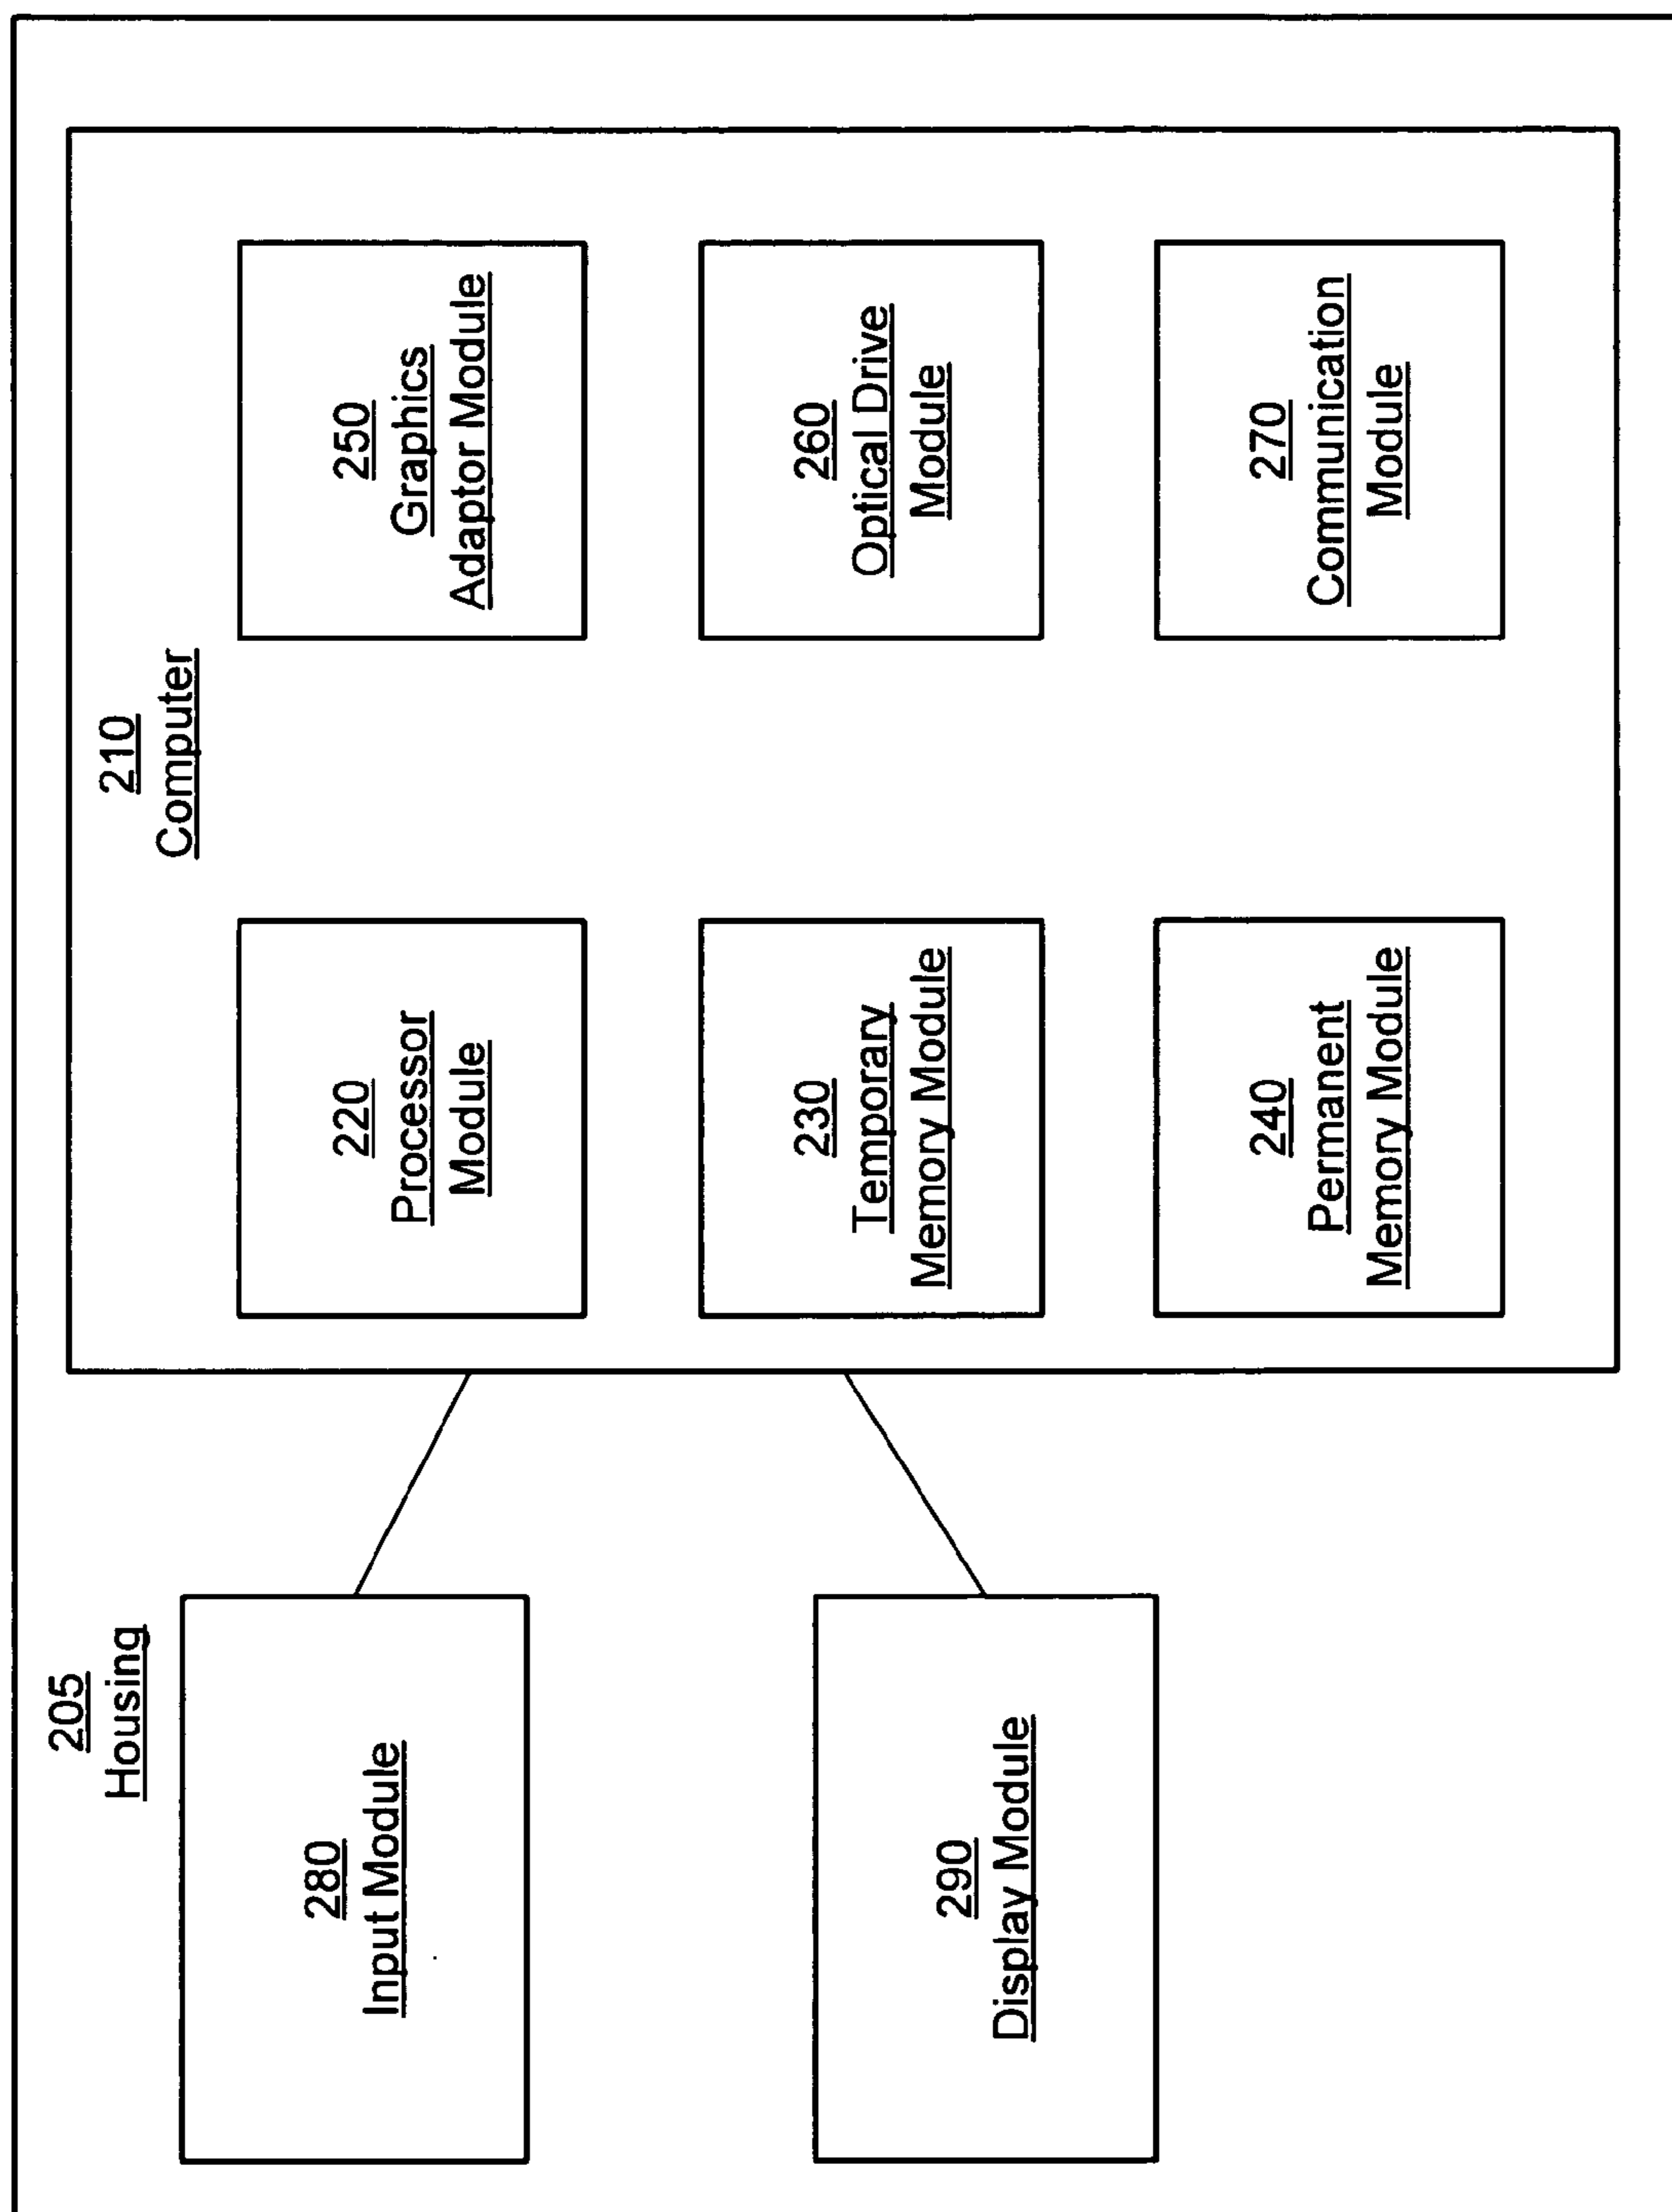 205
Housing
280
Input Module
290
Display Module
210
Computer
220
Processor
Module
230
Temporary
Memory Module
240
Permanent
Memory Module
250
Graphics
Adaptor Module
260
Optical Drive
Module
270
Communication
Module